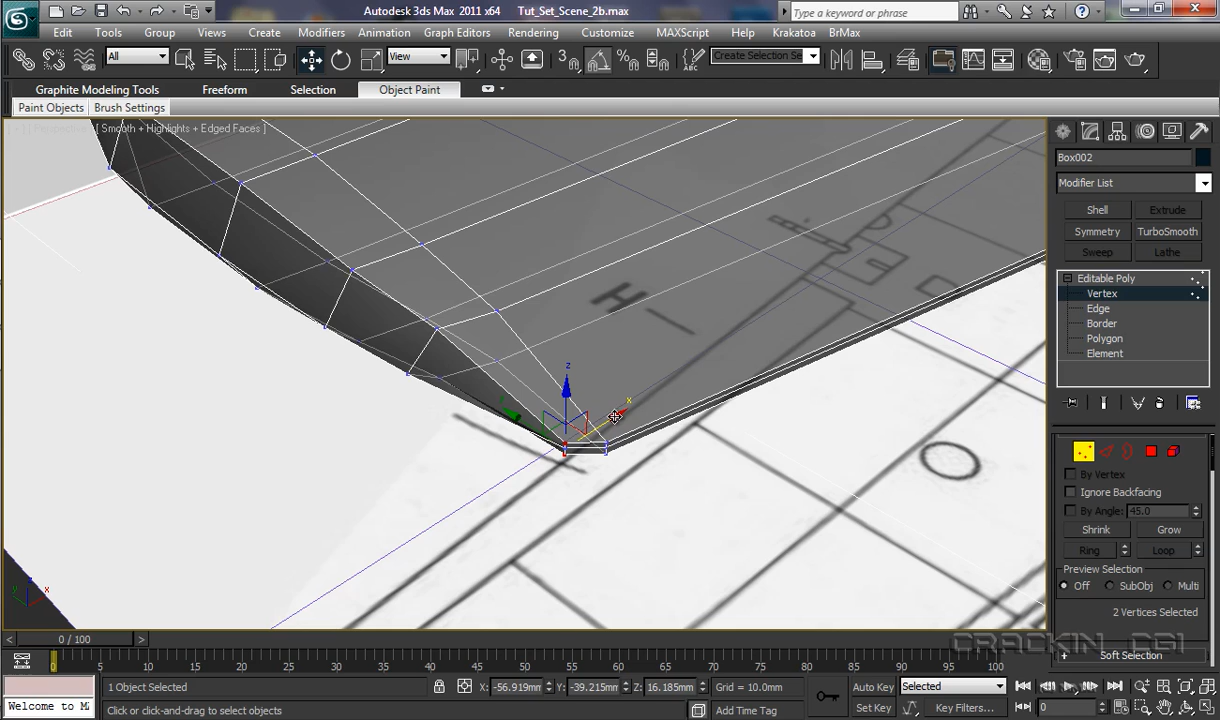 Autodesk 3ds Max 2011 x64 Tut_Set_Scene_2b.max
Type a keyword or phrase
Edit Tools Group Views Create Modifiers Animation Graph Editors Rendering Customize MAXScript Help Krakatoa BrMax
All View Create Selection Se
Graphite Modeling Tools Freeform Selection Object Paint
Paint Objects Brush Settings
Smooth + Highlights + Edged Faces ]
Box002
Modifier List
Shell Extrude
Symmetry TurboSmooth
Sweep Lathe
Editable Poly
Vertex
Edge
Border
Polygon
Element
z
x
H
By Vertex
Ignore Backfacing
By Angle: 45.0
Shrink Grow
Ring Loop
Preview Selection
Off SubObj Multi
2 Vertices Selected
CRACKIN CGI
Soft Selection
< 0 / 100 >
0 5 10 15 20 25 30 35 40 45 50 55 60 65 70 75 80 85 90 95 100
1 Object Selected X: -56.919mm Y: -39.215mm Z: 16.185mm Grid = 10.0mm Auto Key Selected
Welcome to MA Click or click-and-drag to select objects Add Time Tag Set Key Key Filters... 0